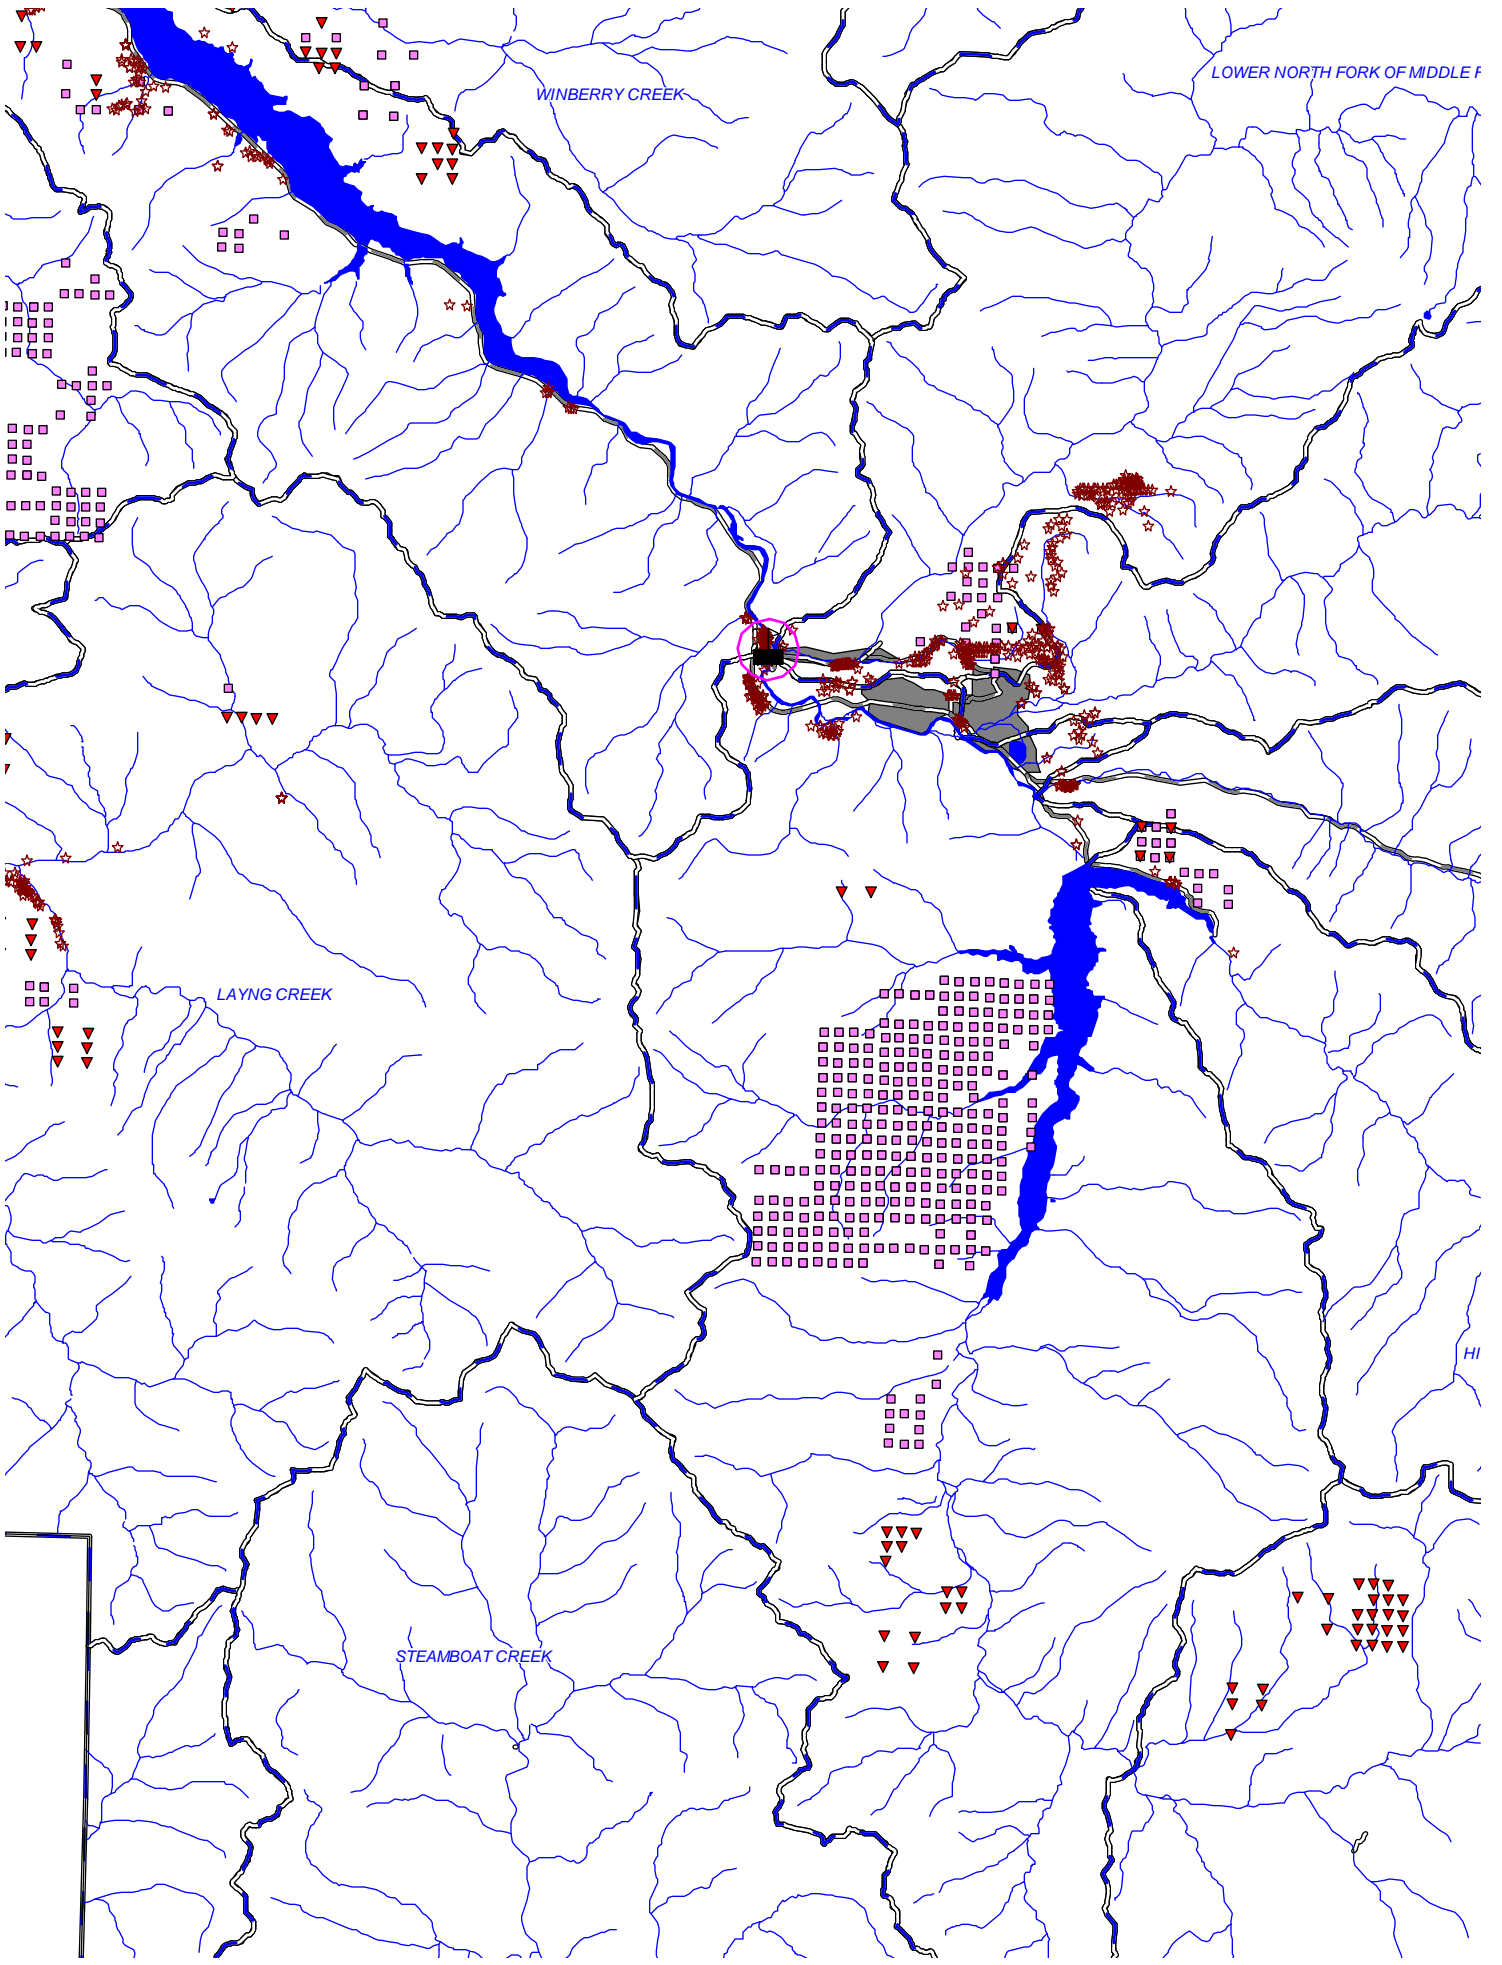 LOWER NORTH FORK OF MIDDLE F
WINBERRY CREEK
LAYNG CREEK
HI
STEAMBOAT CREEK